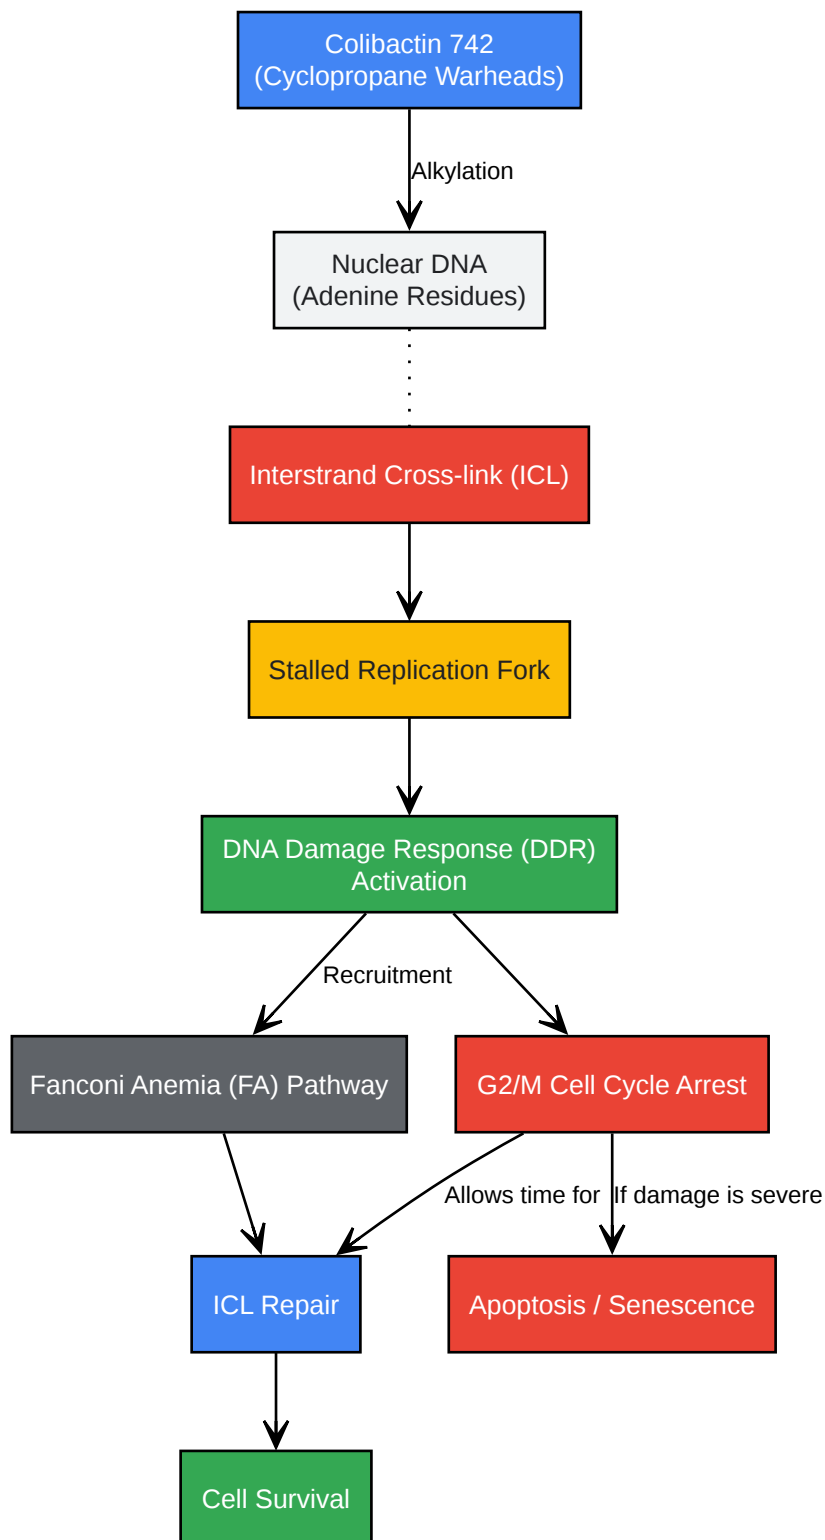 Colibactin 742
(Cyclopropane Warheads)
Alkylation
Nuclear DNA
(Adenine Residues)
Interstrand Cross-link (ICL)
Stalled Replication Fork
DNA Damage Response (DDR)
Activation
Recruitment
Fanconi Anemia (FA) Pathway
G2/M Cell Cycle Arrest
Allows time for
If damage is severe
ICL Repair
Apoptosis / Senescence
Cell Survival